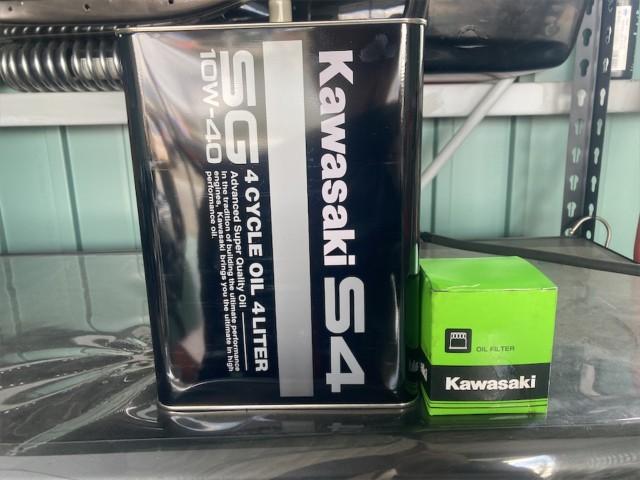 Kawasaki S4
4 CYCLE OIL 4 LITER
SG
10W-40
Advanced Super Quality Oil
In the tradition of building the ultimate performance
engines, Kawasaki brings you the ultimate in high
performance oil.
OIL FILTER
Kawasaki